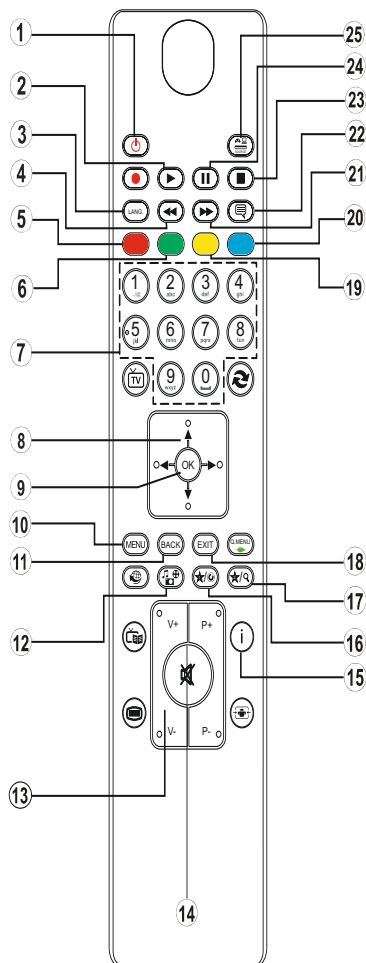 1
25
2
24
3
23
4
LANG.
22
21
5
20
6
19
1 2 3 4
./@ abc def ghi
5 6 7 8
jkl mno pqrs tuv
7
TV 9 0
wxyz
8
9
OK
10
MENU BACK EXIT Q.MENU
11
18
12
17
16
V+ P+
i
15
V- P-
13
14